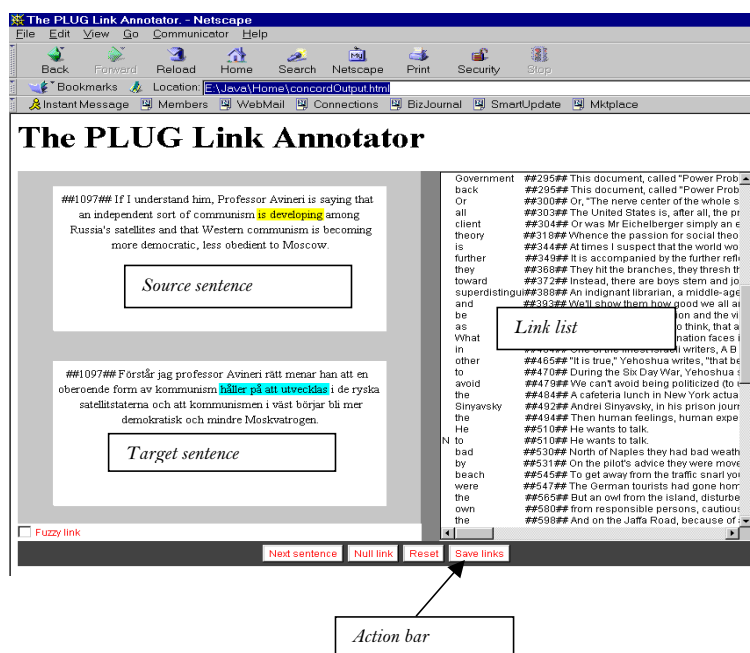 The PLUG Link Annotator. - Netscape
File Edit View Go Communicator Help
Back Forward Reload Home Search Netscape Print Security Stop
Bookmarks Location: E:\Java\Home\concordOutput.html
Instant Message Members WebMail Connections BizJournal SmartUpdate Mktplace
The PLUG Link Annotator
##1097## If I understand him, Professor Avineri is saying that
an independent sort of communism is developing among
Russia's satellites and that Western communism is becoming
more democratic, less obedient to Moscow.
Source sentence
##1097## Förstår jag professor Avineri rätt menar han att en
oberoende form av kommunism håller på att utvecklas i de ryska
satellitstaterna och att kommunismen i väst börjar bli mer
demokratisk och mindre Moskvatrogen.
Target sentence
Fuzzy link
Government ##295## This document, called "Power Prob
back ##295## This document, called "Power Prob
Or ##300## Or, "The nerve center of the whole s
all ##303## The United States is, after all, the pr
client ##304## Or was Mr Eichelberger simply an e
theory ##318## Whence the passion for social theo
is ##344## At times I suspect that the world wo
further ##349## It is accompanied by the further refle
they ##368## They hit the branches, they thresh th
toward ##372## Instead, there are boys stem and jo
superdistingui##388## An indignant librarian, a middle-age
and ##393## We'll show them how good we all ar
be ion and the vi
as to think, that a
What nation faces i
Link list
in writers, A B
other ##465## "It is true," Yehoshua writes, "that be
to ##470## During the Six Day War, Yehoshua s
avoid ##479## We can't avoid being politicized (to u
the ##484## A cafeteria lunch in New York actua
Sinyavsky ##492## Andrei Sinyavsky, in his prison journ
the ##494## Then human feelings, human expe
He ##510## He wants to talk.
N to ##510## He wants to talk.
bad ##530## North of Naples they had bad weath
by ##531## On the pilot's advice they were move
beach ##545## To get away from the traffic snarl you
were ##547## The German tourists had gone hom
the ##565## But an owl from the island, disturbe
own ##580## from responsible persons, cautious
the ##598## And on the Jaffa Road, because of
Next sentence Null link Reset Save links
Action bar